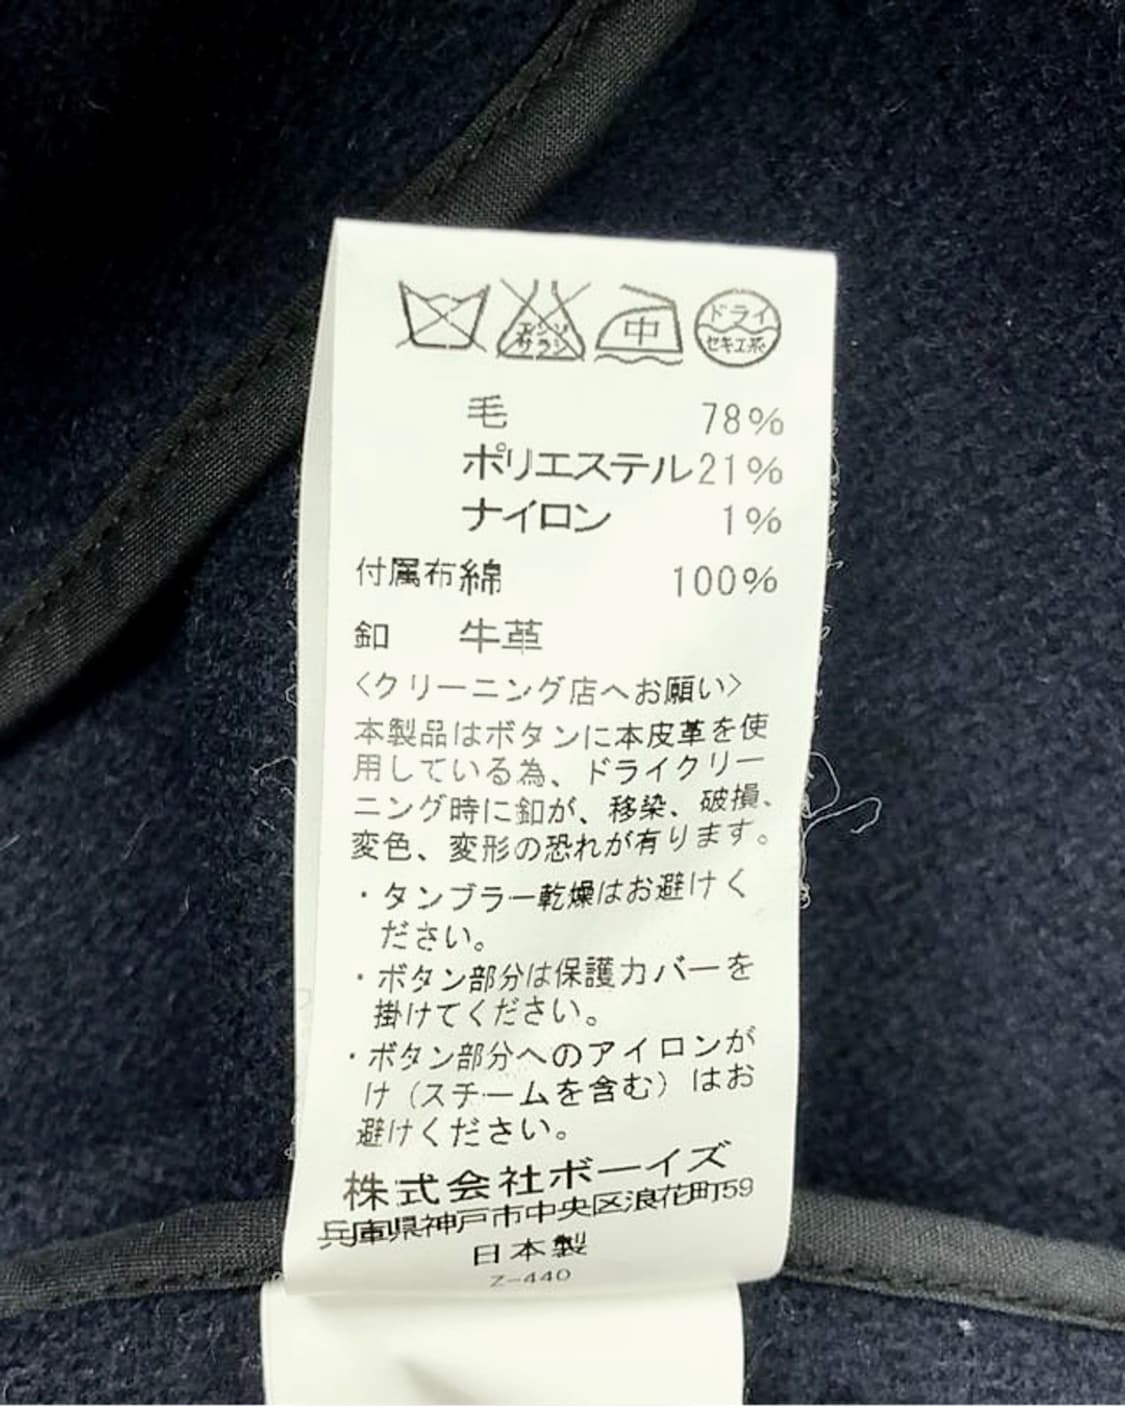 エンソ
サラシ
中
ドライ
セキユ系
毛 78%
ポリエステル 21%
ナイロン 1%
付属布 綿 100%
釦 牛革
〈クリーニング店へお願い〉
本製品はボタンに本皮革を使
用している為、ドライクリー
ニング時に釦が、移染、破損、
変色、変形の恐れが有ります。
・タンブラー乾燥はお避けく
ださい。
・ボタン部分は保護カバーを
掛けてください。
・ボタン部分へのアイロンが
け（スチームを含む）はお
避けください。
株式会社ボーイズ
兵庫県神戸市中央区浪花町59
日本製
Z-440